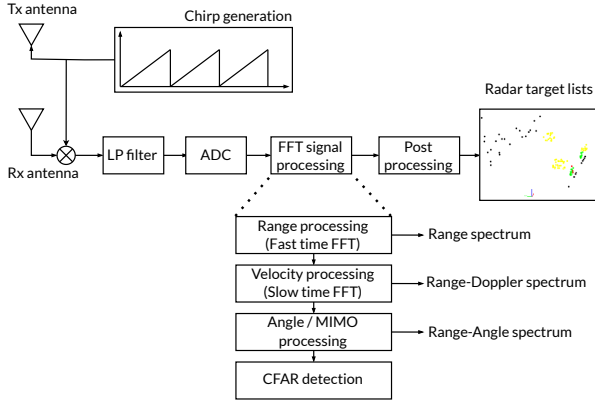 Tx antenna
Chirp generation
Rx antenna
LP filter
ADC
FFT signal
processing
Post
processing
Radar target lists
Range processing
(Fast time FFT)
Range spectrum
Velocity processing
(Slow time FFT)
Range-Doppler spectrum
Angle / MIMO
processing
Range-Angle spectrum
CFAR detection